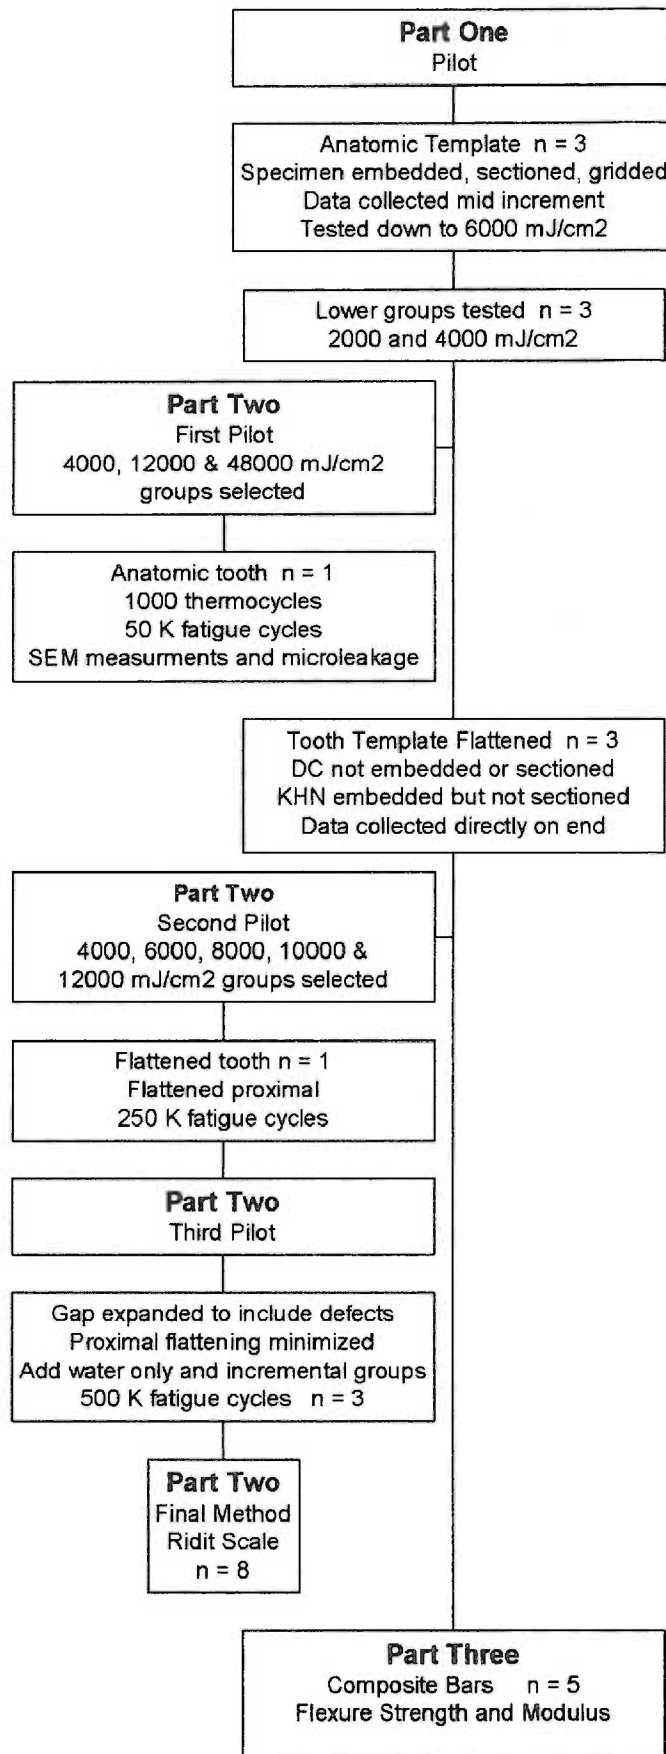 Part One
Pilot
Anatomic Template n = 3
Specimen embedded, sectioned, gridded
Data collected mid increment
Tested down to 6000 mJ/cm2
Lower groups tested n = 3
2000 and 4000 mJ/cm2
Part Two
First Pilot
4000, 12000 & 48000 mJ/cm2
groups selected
Anatomic tooth n = 1
1000 thermocycles
50 K fatigue cycles
SEM measurments and microleakage
Tooth Template Flattened n = 3
DC not embedded or sectioned
KHN embedded but not sectioned
Data collected directly on end
Part Two
Second Pilot
4000, 6000, 8000, 10000 &
12000 mJ/cm2 groups selected
Flattened tooth n = 1
Flattened proximal
250 K fatigue cycles
Part Two
Third Pilot
Gap expanded to include defects
Proximal flattening minimized
Add water only and incremental groups
500 K fatigue cycles n = 3
Part Two
Final Method
Ridit Scale
n = 8
Part Three
Composite Bars n = 5
Flexure Strength and Modulus